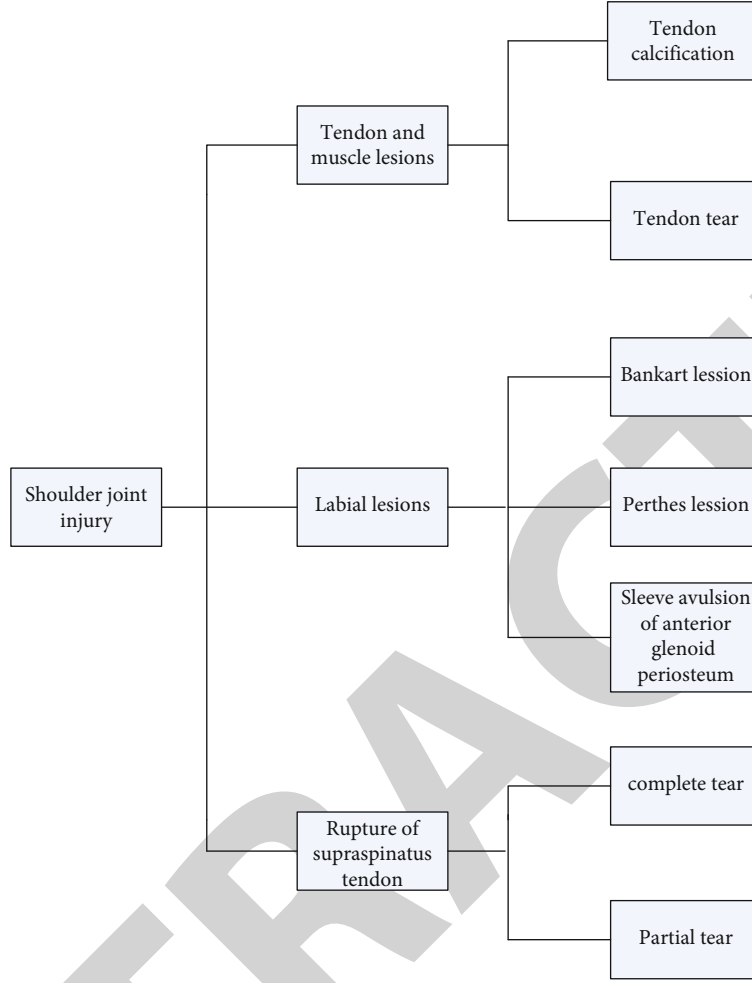 Tendon
calcification
Tendon and
muscle lesions
Tendon tear
Bankart lession
Shoulder joint
injury
Labial lesions
Perthes lession
Sleeve avulsion
of anterior
glenoid
periosteum
complete tear
Rupture of
supraspinatus
tendon
Partial tear
TRACT